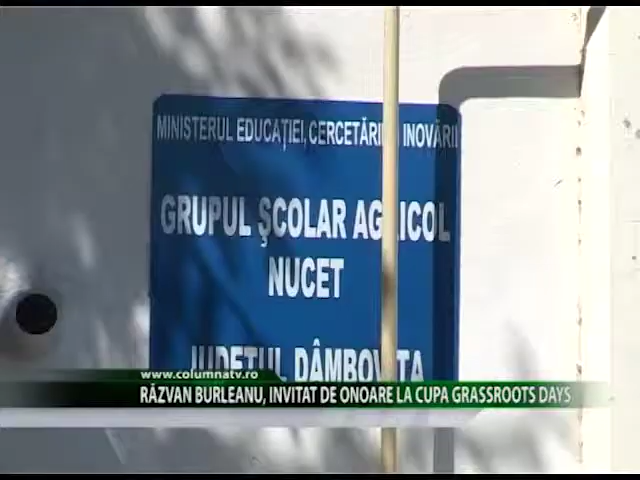 MINISTERUL EDUCAŢIEI, CERCETĂRII INOVĂRII
GRUPUL ŞCOLAR AGRICOL
NUCET
JUDEŢUL DÂMBOVIŢA
www.columnatv.ro
RĂZVAN BURLEANU, INVITAT DE ONOARE LA CUPA GRASSROOTS DAYS